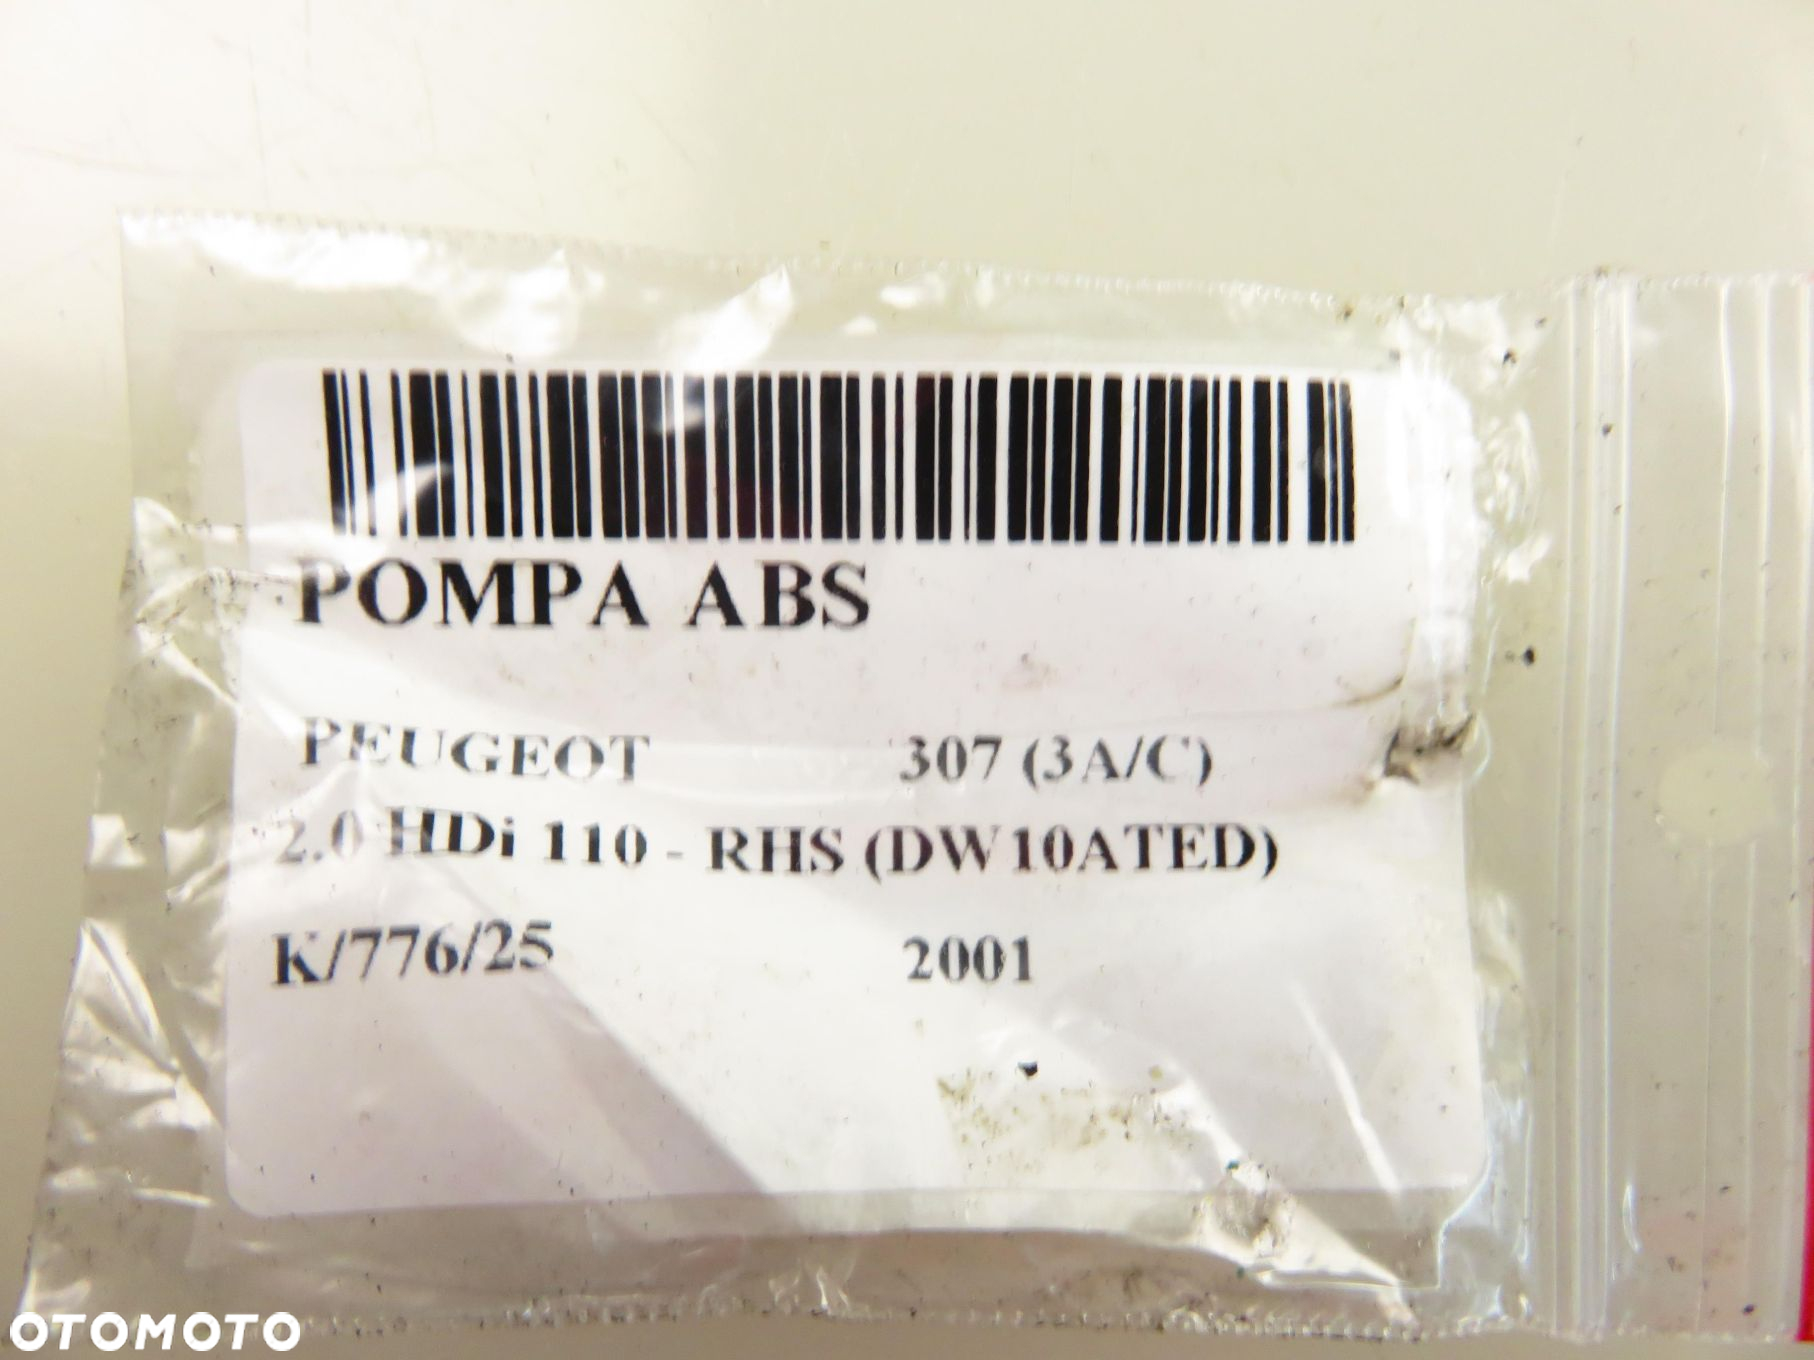 POMPA ABS
PEUGEOT 307 (3A/C)
2.0 HDi 110 - RHS (DW10ATED)
K/776/25 2001
OTOMOTO